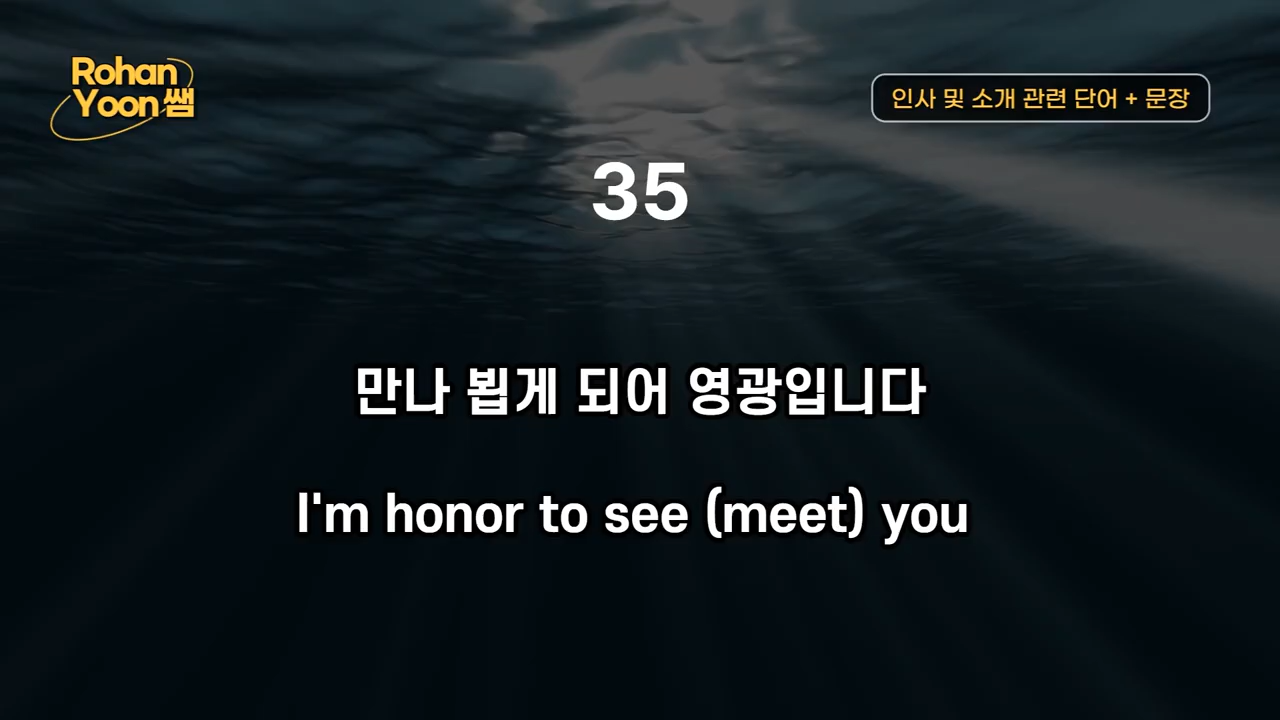 Rohan
Yoon쌤
인사 및 소개 관련 단어 + 문장
35
만나 뵙게 되어 영광입니다
I'm honor to see (meet) you